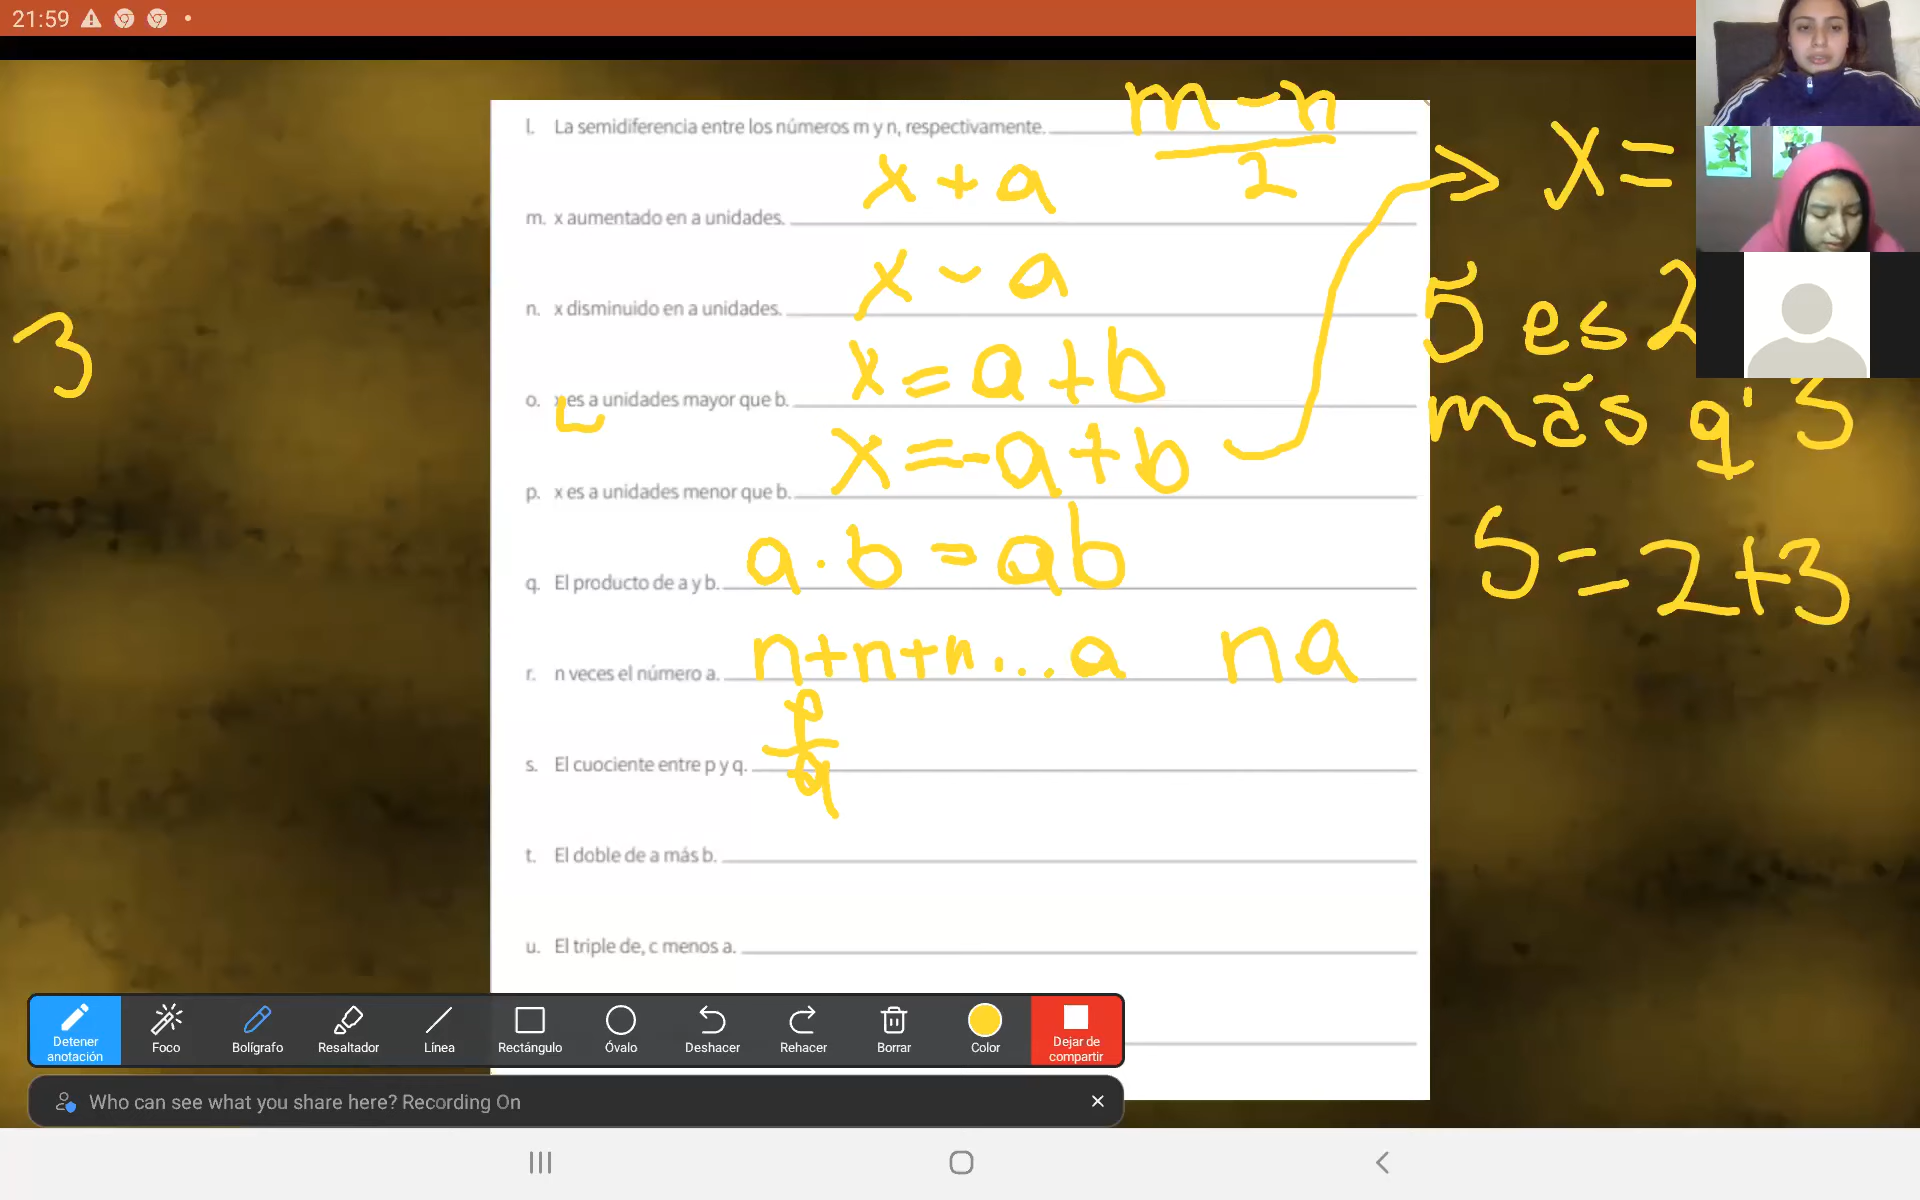 21:59
l. La semidiferencia entre los números m y n, respectivamente. m - n / 2
x + a
m. x aumentado en a unidades.
x - a
n. x disminuido en a unidades.
x = a + b
o. x es a unidades mayor que b.
x = -a + b
p. x es a unidades menor que b.
a · b = ab
q. El producto de a y b.
n+n+n...a na
r. n veces el número a.
p
s. El cuociente entre p y q.
q
t. El doble de a más b.
u. El triple de, c menos a.
3
x =
5 es 2
más q' 3
5 = 2+3
Detener anotación
Foco
Bolígrafo
Resaltador
Línea
Rectángulo
Óvalo
Deshacer
Rehacer
Borrar
Color
Dejar de compartir
Who can see what you share here? Recording On